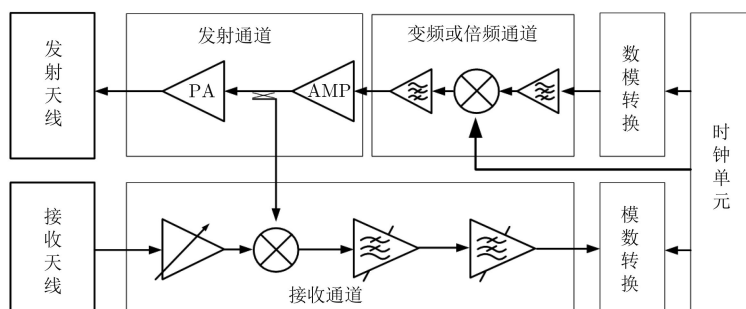 发射天线
发射通道
PA
AMP
变频或倍频通道
数模转换
时钟单元
接收天线
接收通道
模数转换